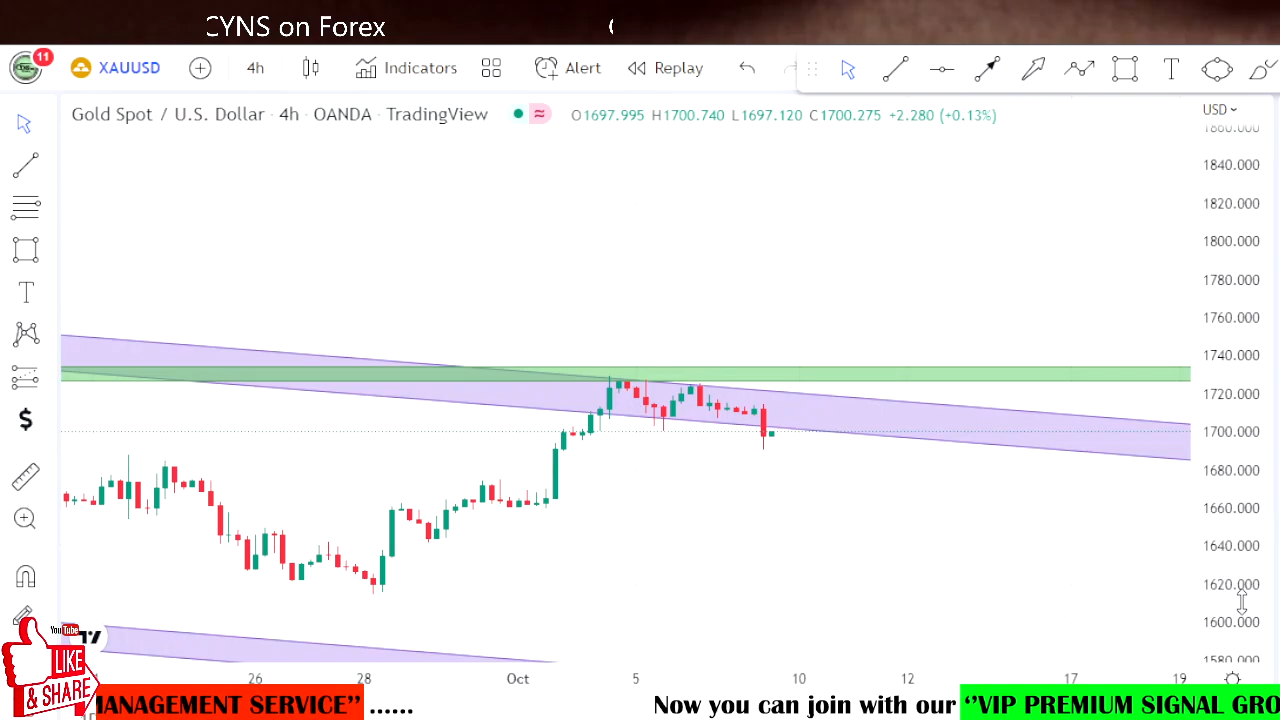 CYNS on Forex
11
XAUUSD
4h
Indicators
Alert
Replay
T
Gold Spot / U.S. Dollar · 4h · OANDA · TradingView
≈
O1697.995 H1700.740 L1697.120 C1700.275 +2.280 (+0.13%)
USD
1860.000
1840.000
1820.000
1800.000
1780.000
1760.000
1740.000
1720.000
1700.000
1680.000
1660.000
1640.000
1620.000
1600.000
1580.000
T
$
26
28
Oct
5
10
12
17
19
YouTube
LIKE
& SHARE
MANAGEMENT SERVICE” ......
Now you can join with our ‘’VIP PREMIUM SIGNAL GRO